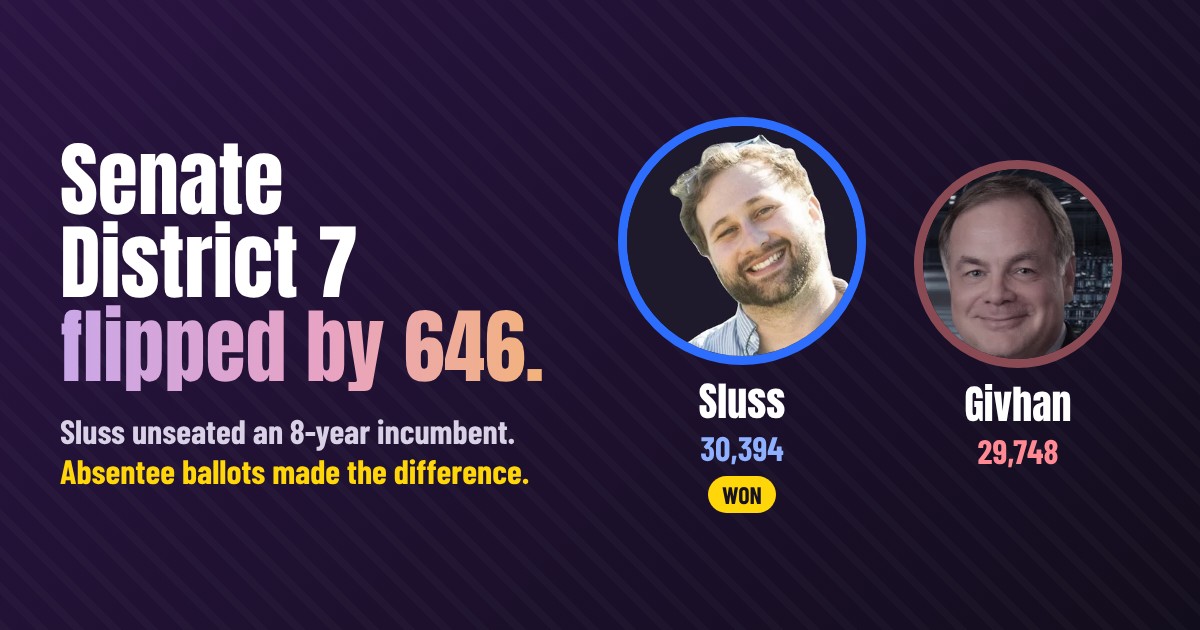 Senate
District 7
flipped by 646.
Sluss unseated an 8-year incumbent.
Absentee ballots made the difference.
Sluss
30,394
WON
Givhan
29,748